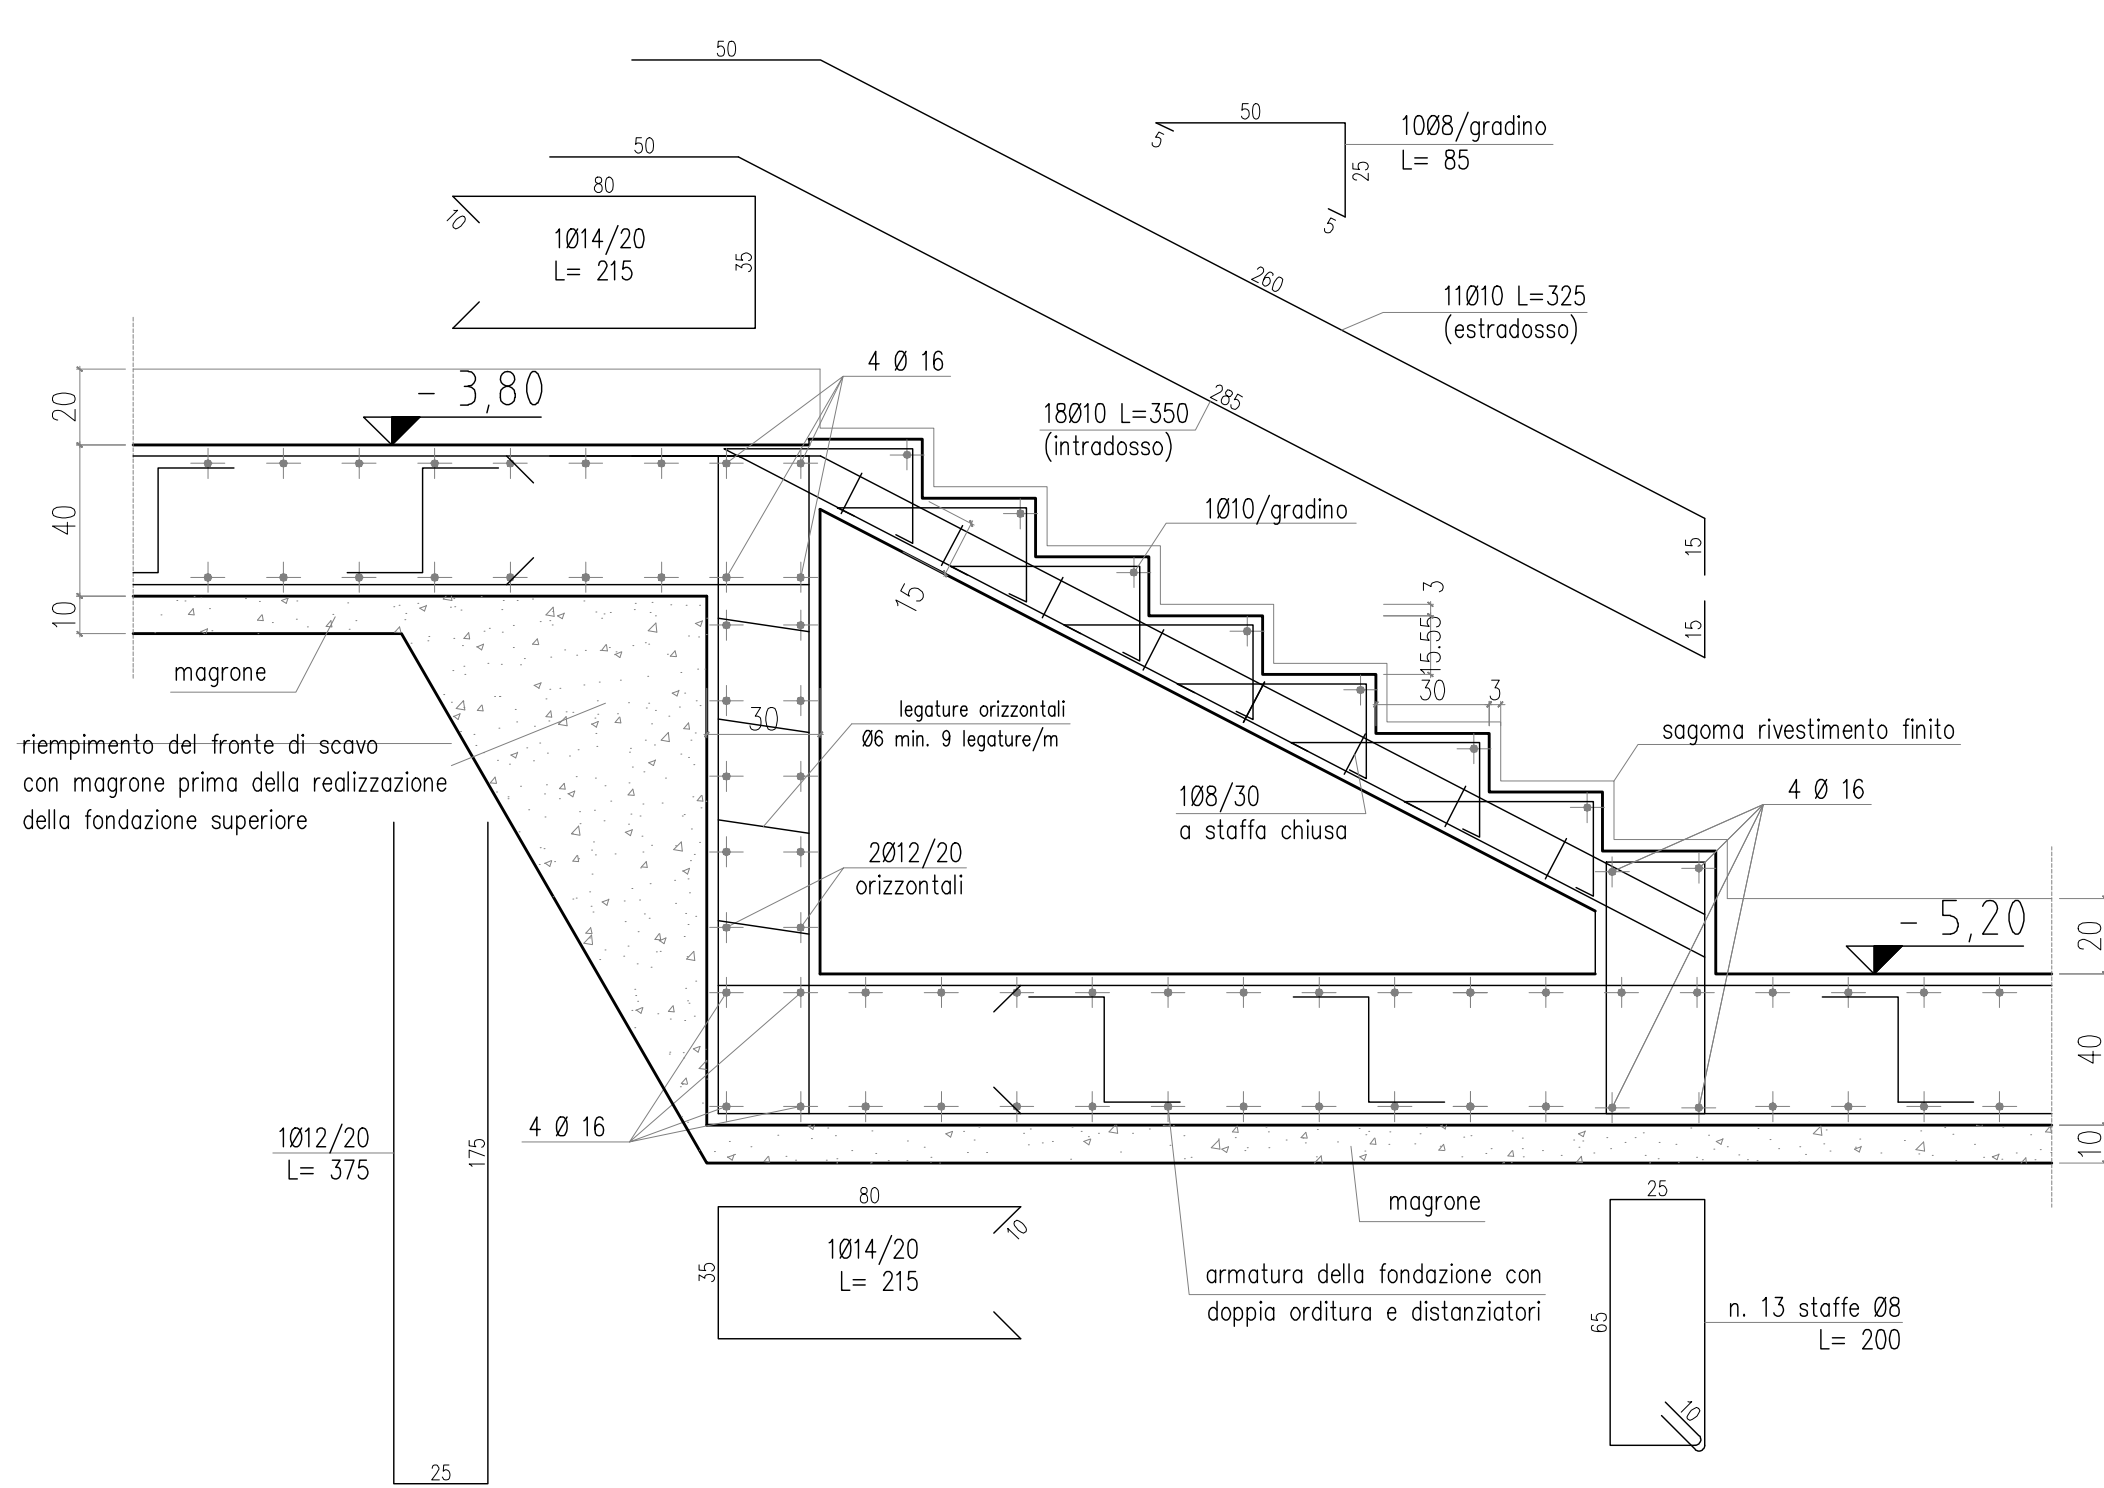 50
50
5
50
25
5
10Ø8/gradino
L= 85
80
10
35
1Ø14/20
L= 215
260
11Ø10 L=325
(estradosso)
15
285
18Ø10 L=350
(intradosso)
15
4 Ø 16
- 3,80
20
40
10
1Ø10/gradino
15
3
15.55
30
3
magrone
30
legature orizzontali
Ø6 min. 9 legature/m
sagoma rivestimento finito
riempimento del fronte di scavo
con magrone prima della realizzazione
della fondazione superiore
1Ø8/30
a staffa chiusa
4 Ø 16
2Ø12/20
orizzontali
- 5,20
20
40
10
4 Ø 16
1Ø12/20
L= 375
175
25
magrone
80
10
35
1Ø14/20
L= 215
armatura della fondazione con
doppia orditura e distanziatori
25
65
10
n. 13 staffe Ø8
L= 200